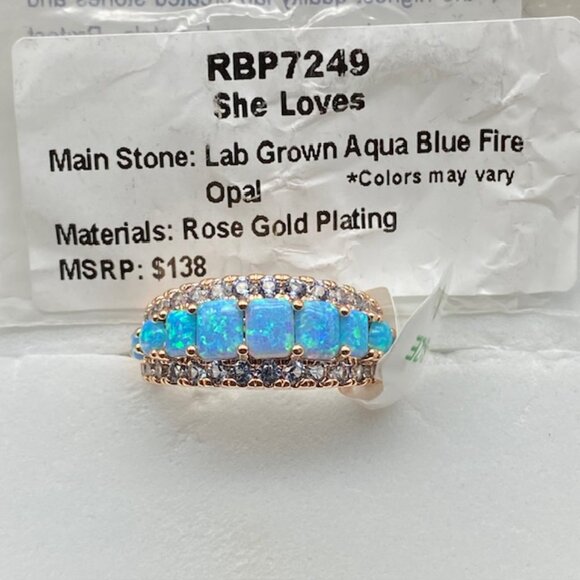 RBP7249
She Loves
Main Stone: Lab Grown Aqua Blue Fire
Opal *Colors may vary
Materials: Rose Gold Plating
MSRP: $138